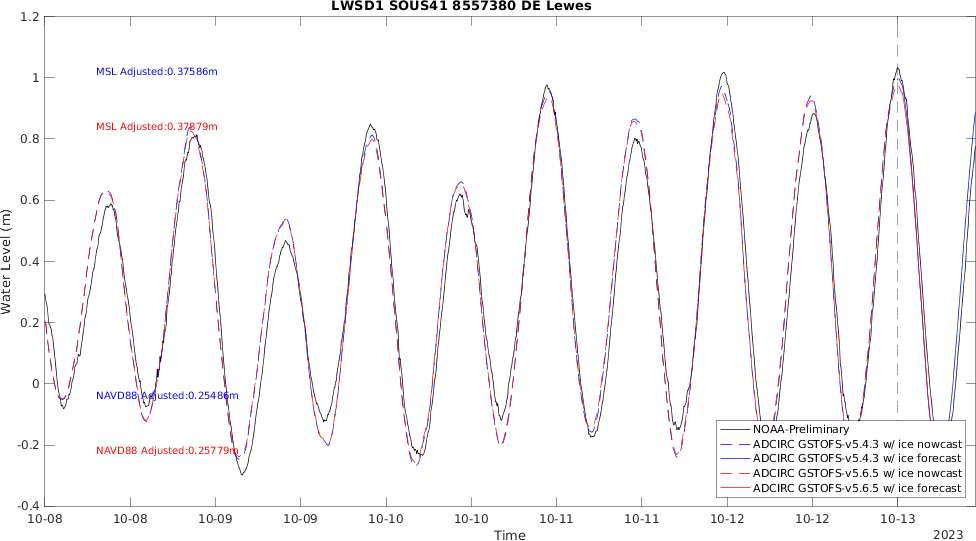 LWSD1 SOUS41 8557380 DE Lewes
1.2
1
0.8
0.6
0.4
0.2
0
-0.2
-0.4
Water Level (m)
MSL Adjusted:0.37586m
MSL Adjusted:0.37879m
NAVD88 Adjusted:0.25486m
NAVD88 Adjusted:0.25779m
NOAA-Preliminary
ADCIRC GSTOFS-v5.4.3 w/ ice nowcast
ADCIRC GSTOFS-v5.4.3 w/ ice forecast
ADCIRC GSTOFS-v5.6.5 w/ ice nowcast
ADCIRC GSTOFS-v5.6.5 w/ ice forecast
10-08 10-08 10-09 10-09 10-10 10-10 10-11 10-11 10-12 10-12 10-13
Time
2023